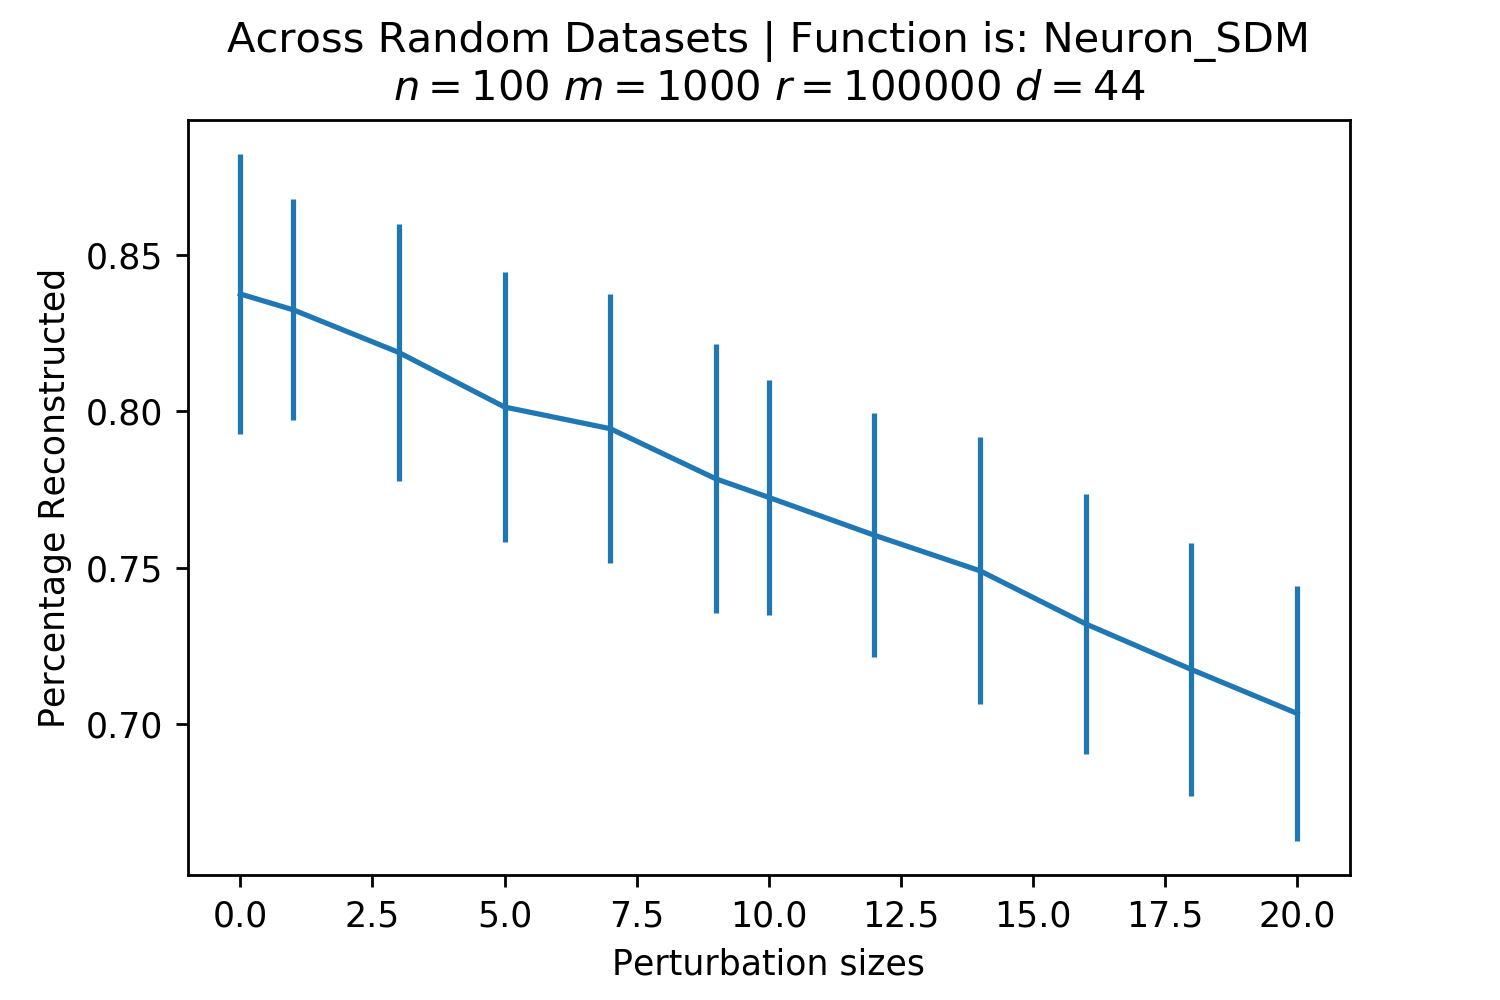 Across Random Datasets | Function is: Neuron_SDM
n = 100 m = 1000 r = 100000 d = 44
Percentage Reconstructed
0.85
0.80
0.75
0.70
0.0 2.5 5.0 7.5 10.0 12.5 15.0 17.5 20.0
Perturbation sizes